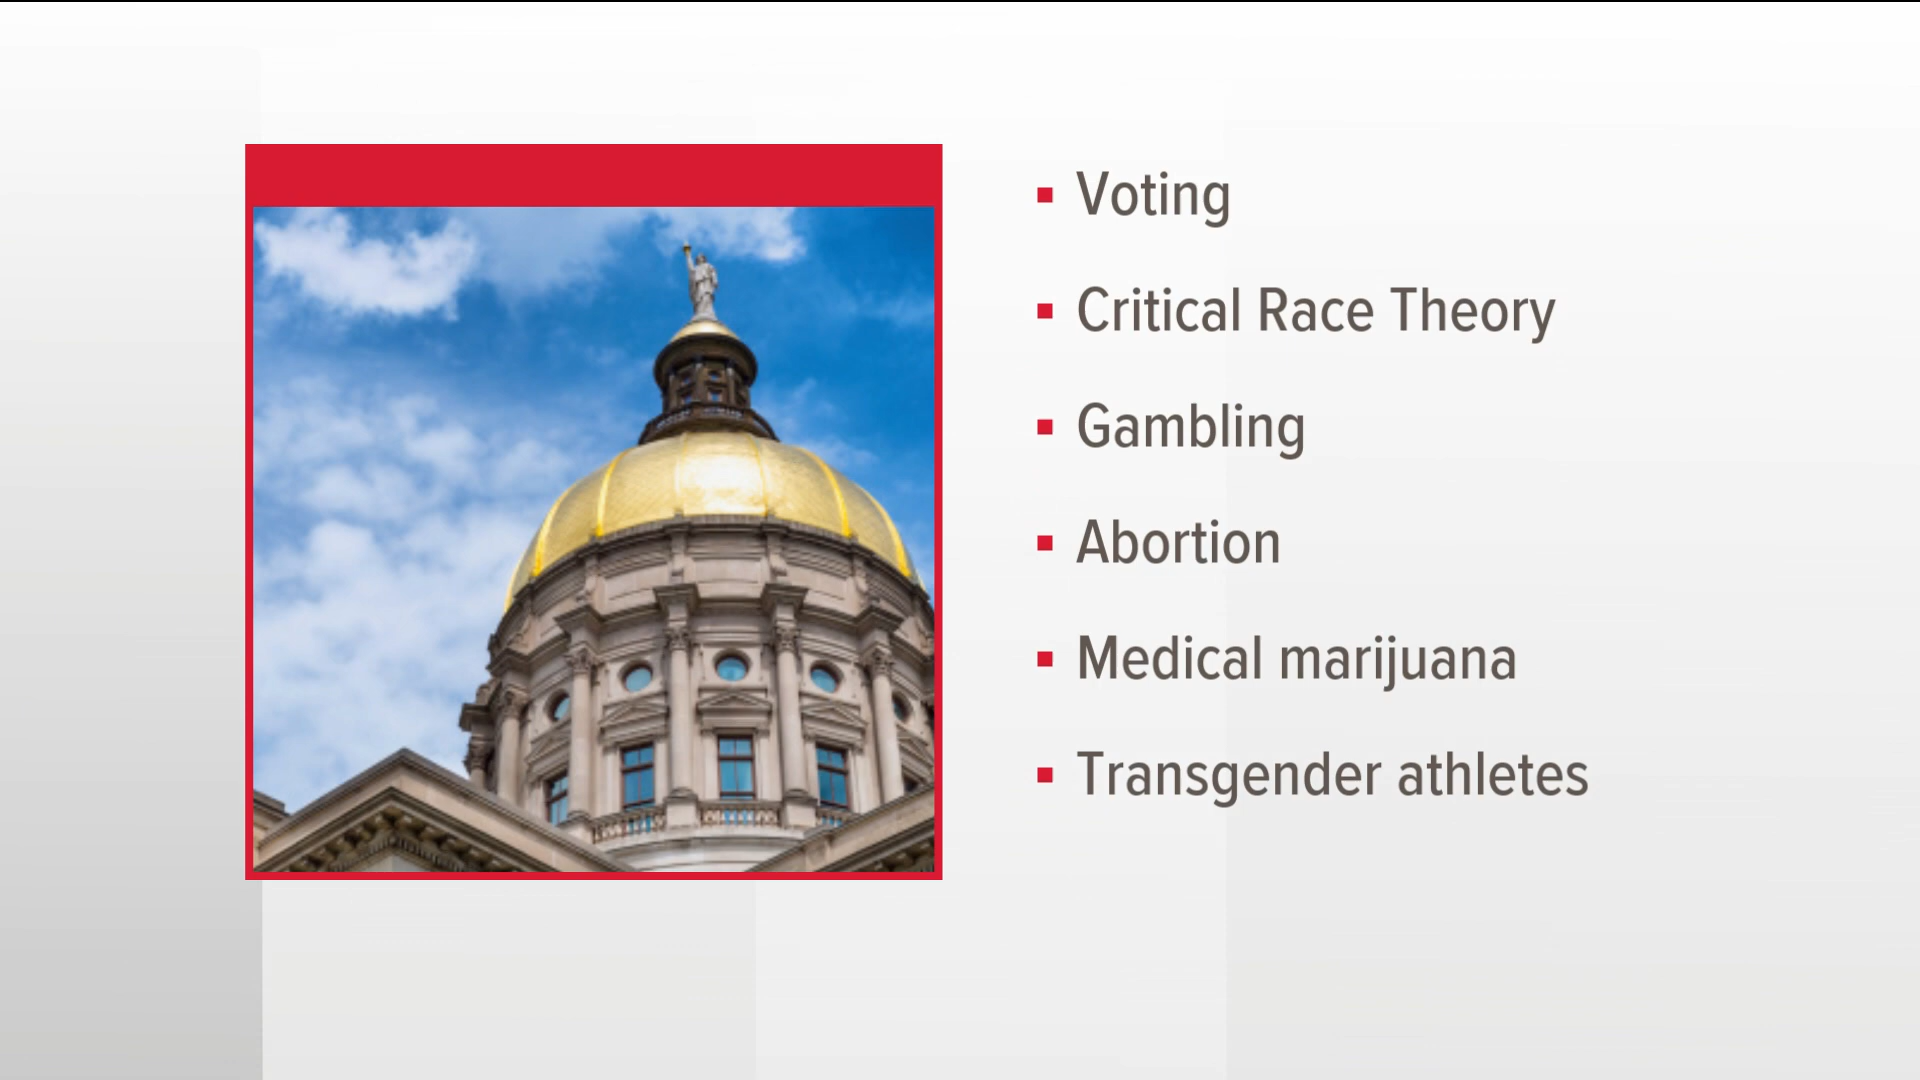 Voting
Critical Race Theory
Gambling
Abortion
Medical marijuana
Transgender athletes